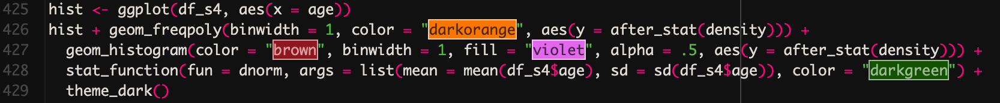 425 hist <- ggplot(df_s4, aes(x = age))
426 hist + geom_freqpoly(binwidth = 1, color = "darkorange", aes(y = after_stat(density))) +
427   geom_histogram(color = "brown", binwidth = 1, fill = "violet", alpha = .5, aes(y = after_stat(density))) +
428   stat_function(fun = dnorm, args = list(mean = mean(df_s4$age), sd = sd(df_s4$age)), color = "darkgreen") +
429   theme_dark()